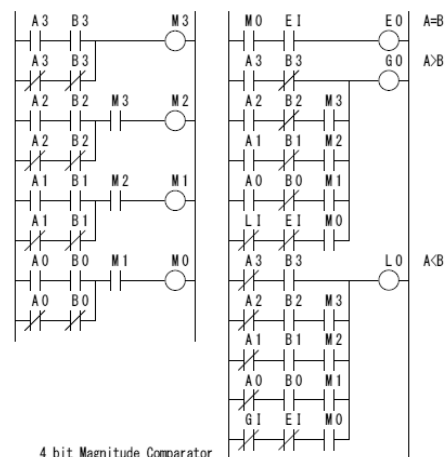 A3 B3 M3
A3 B3
A2 B2 M3 M2
A2 B2
A1 B1 M2 M1
A1 B1
A0 B0 M1 M0
A0 B0
M0 EI E0 A=B
A3 B3 G0 A>B
A2 B2 M3
A1 B1 M2
A0 B0 M1
LI EI M0
A3 B3 L0 A<B
A2 B2 M3
A1 B1 M2
A0 B0 M1
GI EI M0
4 bit Magnitude Comparator